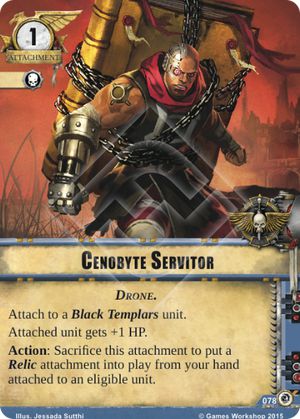 1
ATTACHMENT
CENOBYTE SERVITOR
DRONE.
Attach to a Black Templars unit.
Attached unit gets +1 HP.
Action: Sacrifice this attachment to put a
Relic attachment into play from your hand
attached to an eligible unit.
078
Illus. Jessada Sutthi
© Games Workshop 2015